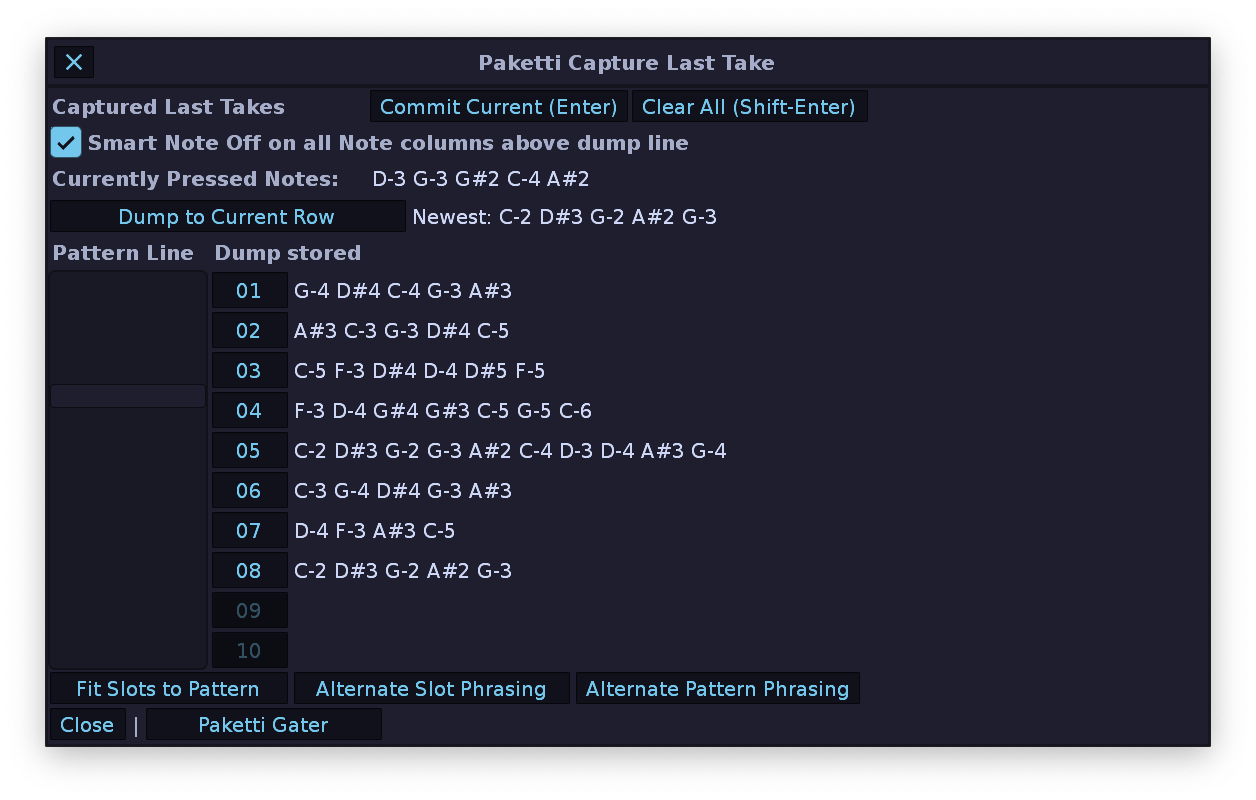 Paketti Capture Last Take
Captured Last Takes Commit Current (Enter) Clear All (Shift-Enter)
Smart Note Off on all Note columns above dump line
Currently Pressed Notes: D-3 G-3 G#2 C-4 A#2
Dump to Current Row Newest: C-2 D#3 G-2 A#2 G-3
Pattern Line Dump stored
01 G-4 D#4 C-4 G-3 A#3
02 A#3 C-3 G-3 D#4 C-5
03 C-5 F-3 D#4 D-4 D#5 F-5
04 F-3 D-4 G#4 G#3 C-5 G-5 C-6
05 C-2 D#3 G-2 G-3 A#2 C-4 D-3 D-4 A#3 G-4
06 C-3 G-4 D#4 G-3 A#3
07 D-4 F-3 A#3 C-5
08 C-2 D#3 G-2 A#2 G-3
09
10
Fit Slots to Pattern Alternate Slot Phrasing Alternate Pattern Phrasing
Close | Paketti Gater